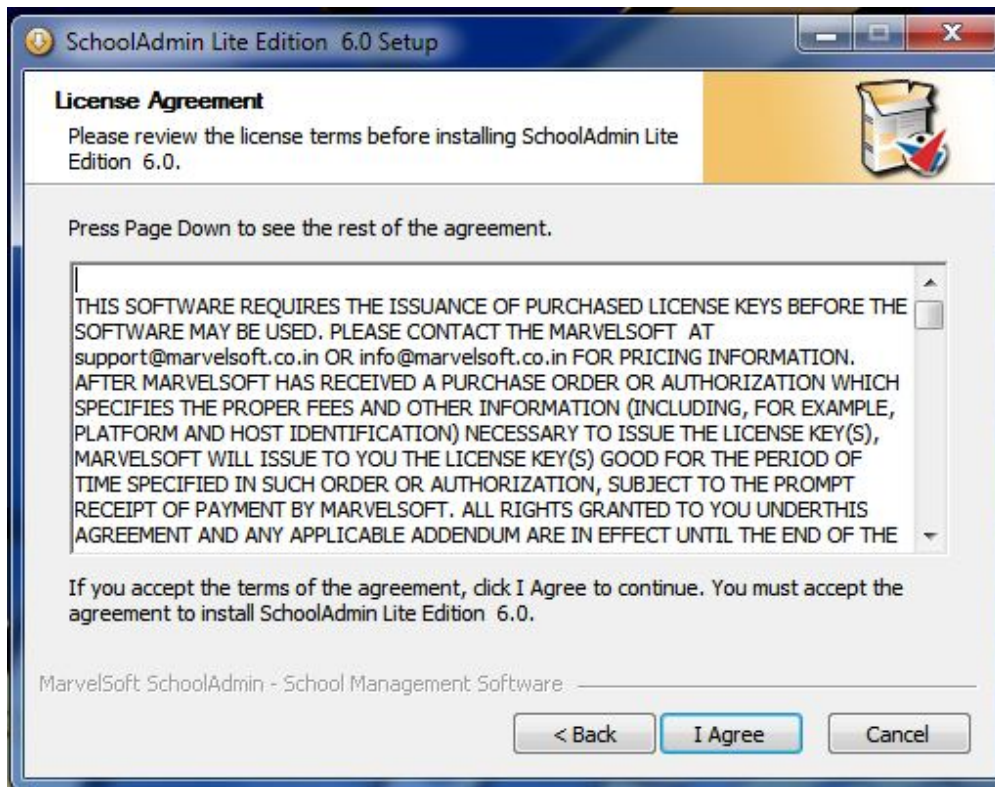 SchoolAdmin Lite Edition  6.0 Setup
License Agreement
Please review the license terms before installing SchoolAdmin Lite
Edition  6.0.
Press Page Down to see the rest of the agreement.
THIS SOFTWARE REQUIRES THE ISSUANCE OF PURCHASED LICENSE KEYS BEFORE THE
SOFTWARE MAY BE USED. PLEASE CONTACT THE MARVELSOFT  AT
support@marvelsoft.co.in OR info@marvelsoft.co.in FOR PRICING INFORMATION.
AFTER MARVELSOFT HAS RECEIVED A PURCHASE ORDER OR AUTHORIZATION WHICH
SPECIFIES THE PROPER FEES AND OTHER INFORMATION (INCLUDING, FOR EXAMPLE,
PLATFORM AND HOST IDENTIFICATION) NECESSARY TO ISSUE THE LICENSE KEY(S),
MARVELSOFT WILL ISSUE TO YOU THE LICENSE KEY(S) GOOD FOR THE PERIOD OF
TIME SPECIFIED IN SUCH ORDER OR AUTHORIZATION, SUBJECT TO THE PROMPT
RECEIPT OF PAYMENT BY MARVELSOFT. ALL RIGHTS GRANTED TO YOU UNDERTHIS
AGREEMENT AND ANY APPLICABLE ADDENDUM ARE IN EFFECT UNTIL THE END OF THE
If you accept the terms of the agreement, click I Agree to continue. You must accept the
agreement to install SchoolAdmin Lite Edition  6.0.
MarvelSoft SchoolAdmin - School Management Software
< Back
I Agree
Cancel